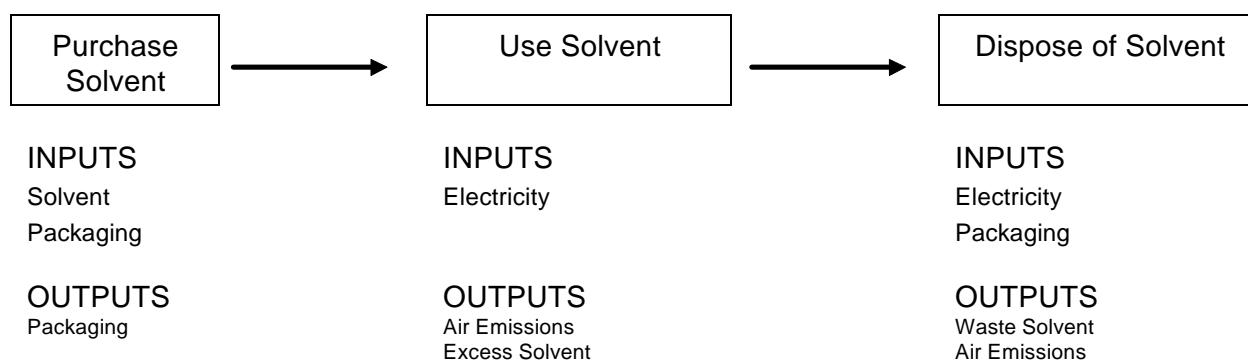 Purchase
Solvent
Use Solvent
Dispose of Solvent
INPUTS
Solvent
Packaging
OUTPUTS
Packaging
INPUTS
Electricity
OUTPUTS
Air Emissions
Excess Solvent
INPUTS
Electricity
Packaging
OUTPUTS
Waste Solvent
Air Emissions